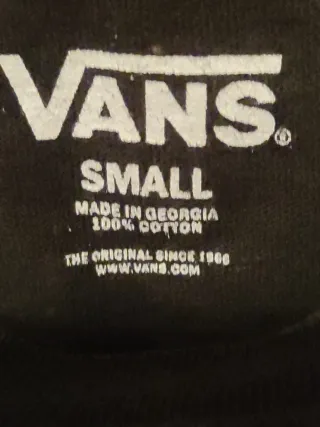 VANS®
SMALL
MADE IN GEORGIA
100% COTTON
THE ORIGINAL SINCE 1966
WWW.VANS.COM